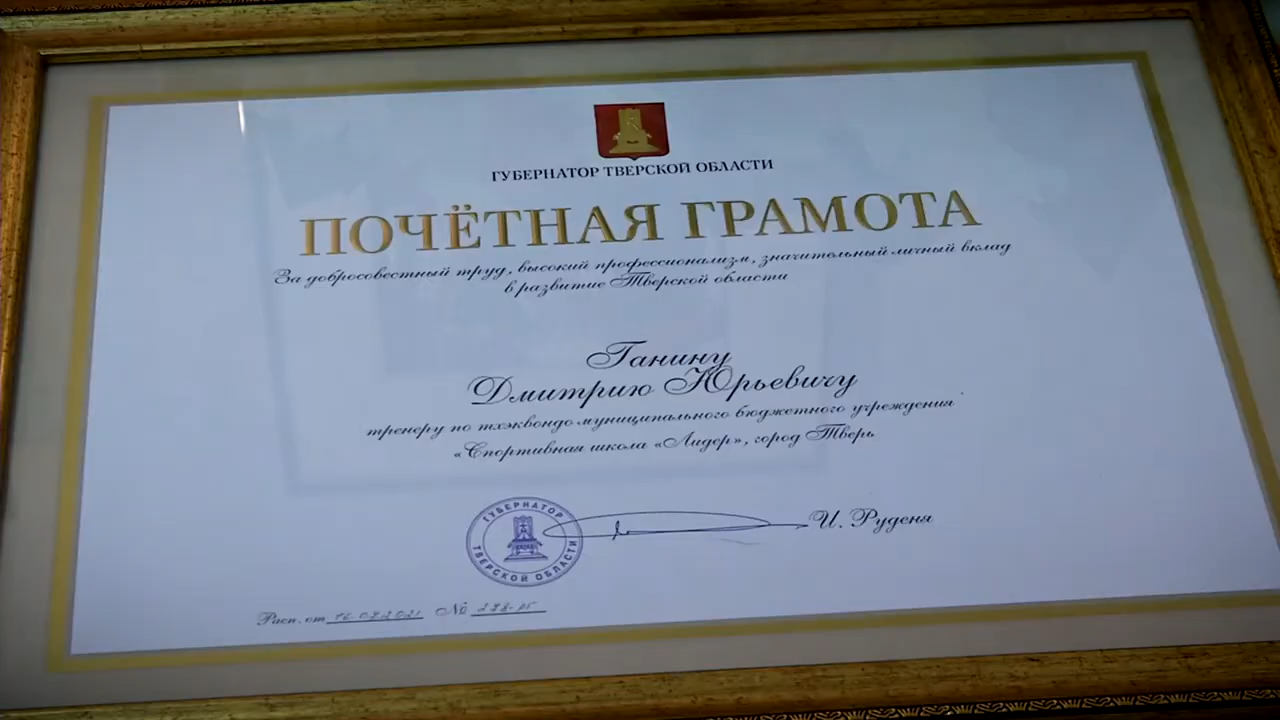 ГУБЕРНАТОР ТВЕРСКОЙ ОБЛАСТИ
ПОЧЁТНАЯ ГРАМОТА
За добросовестный труд, высокий профессионализм, значительный личный вклад
в развитие Тверской области
Ганину
Дмитрию Юрьевичу
тренеру по тхэквондо муниципального бюджетного учреждения
«Спортивная школа «Лидер», город Тверь
ГУБЕРНАТОР
ТВЕРСКОЙ ОБЛАСТИ
И. Руденя
Расп. от №